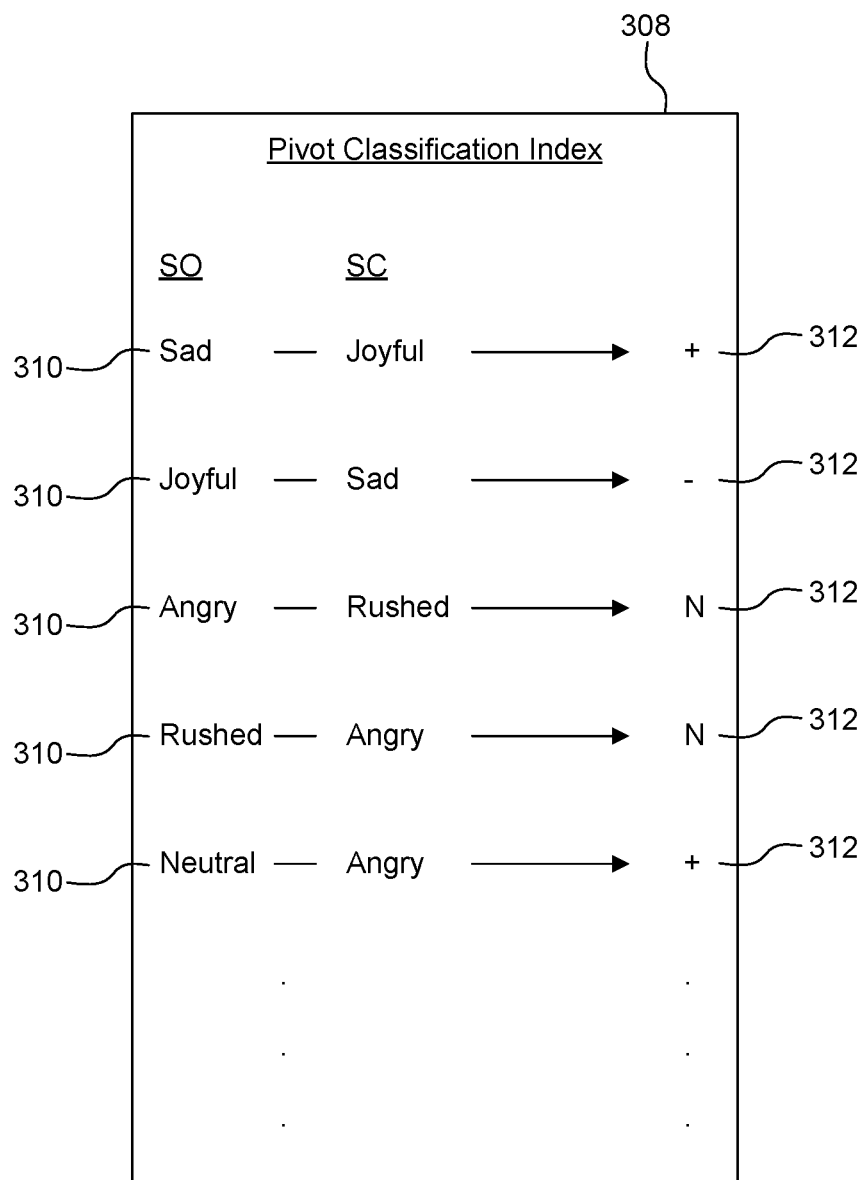 308
Pivot Classification Index
SO SC
310 Sad — Joyful + 312
310 Joyful — Sad - 312
310 Angry — Rushed N 312
310 Rushed — Angry N 312
310 Neutral — Angry + 312
. .
. .
. .